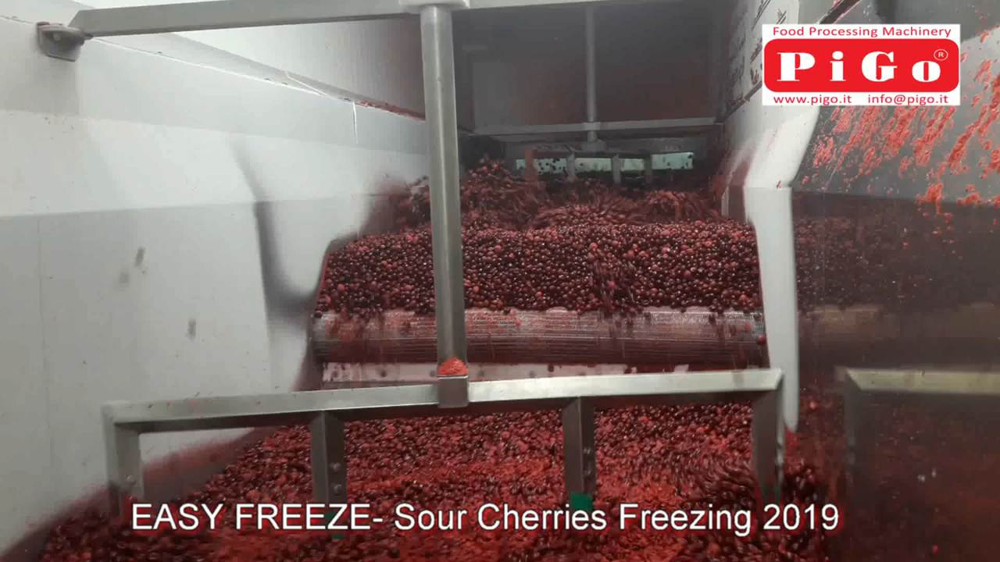 Food Processing Machinery
PiGo®
www.pigo.it info@pigo.it
EASY FREEZE- Sour Cherries Freezing 2019